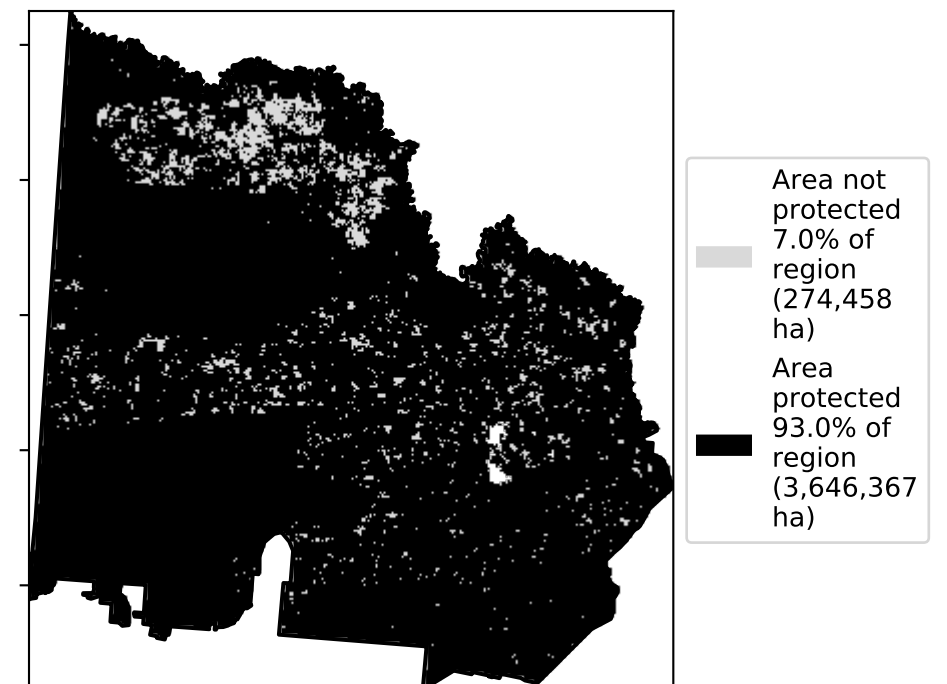 Area not
protected
7.0% of
region
(274,458
ha)
Area
protected
93.0% of
region
(3,646,367
ha)